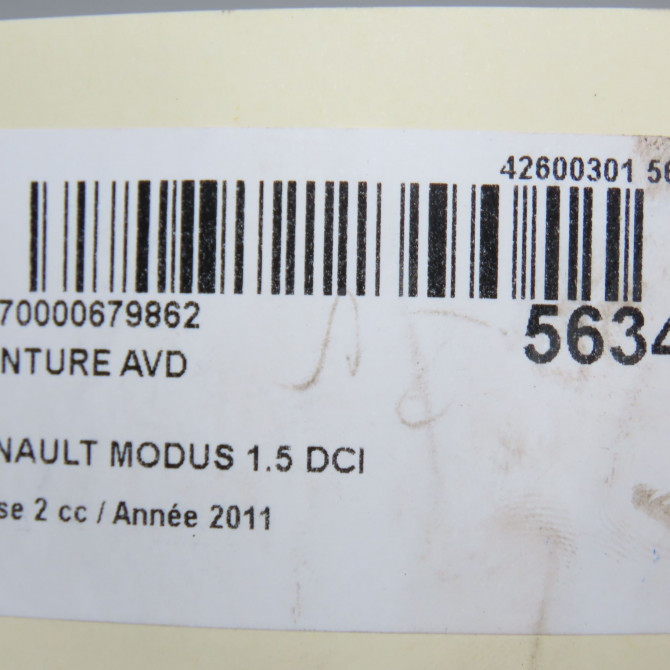 42600301 56
70000679862
5634
NTURE AVD
NAULT MODUS 1.5 DCI
se 2 cc / Année 2011